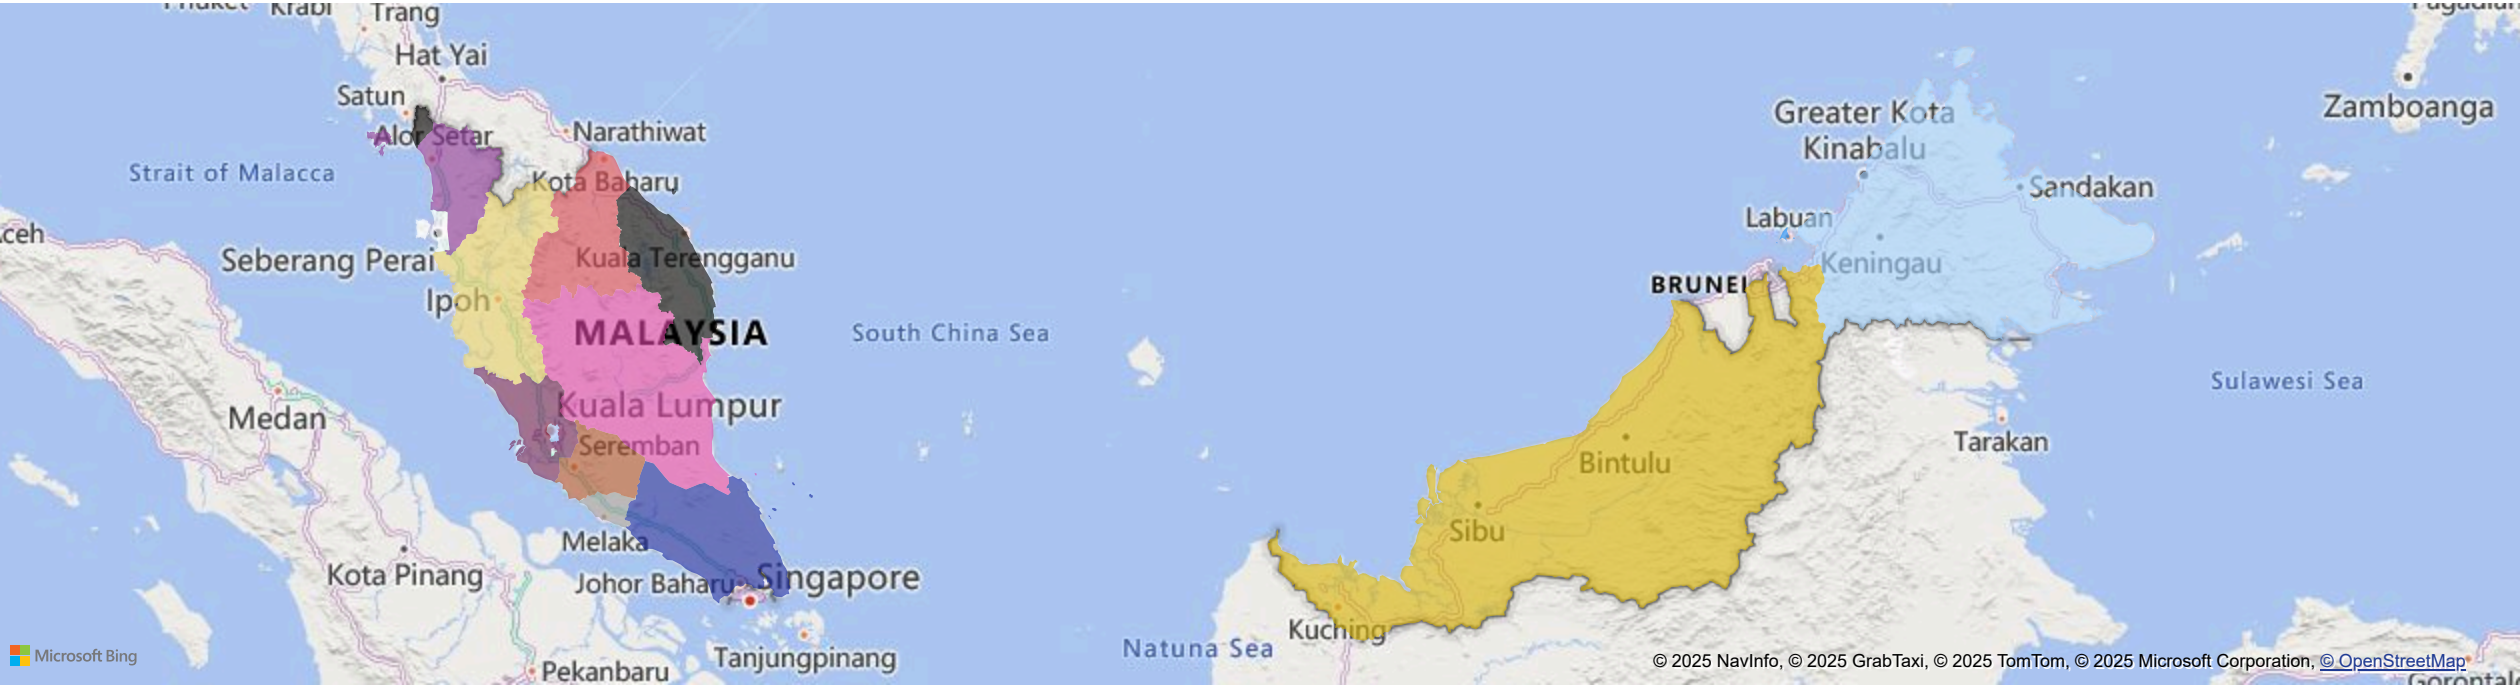 Krabi
Trang
Hat Yai
Satun
Alor Setar
Narathiwat
Strait of Malacca
Kota Baharu
Seberang Perai
Kuala Terengganu
Ipoh
MALAYSIA
South China Sea
Kuala Lumpur
Medan
Seremban
Melaka
Kota Pinang
Johor Baharu
Singapore
Tanjungpinang
Pekanbaru
Natuna Sea
Greater Kota
Kinabalu
Zamboanga
Sandakan
Labuan
Keningau
BRUNEI
Sulawesi Sea
Tarakan
Bintulu
Sibu
Kuching
Microsoft Bing
© 2025 NavInfo, © 2025 GrabTaxi, © 2025 TomTom, © 2025 Microsoft Corporation, © OpenStreetMap